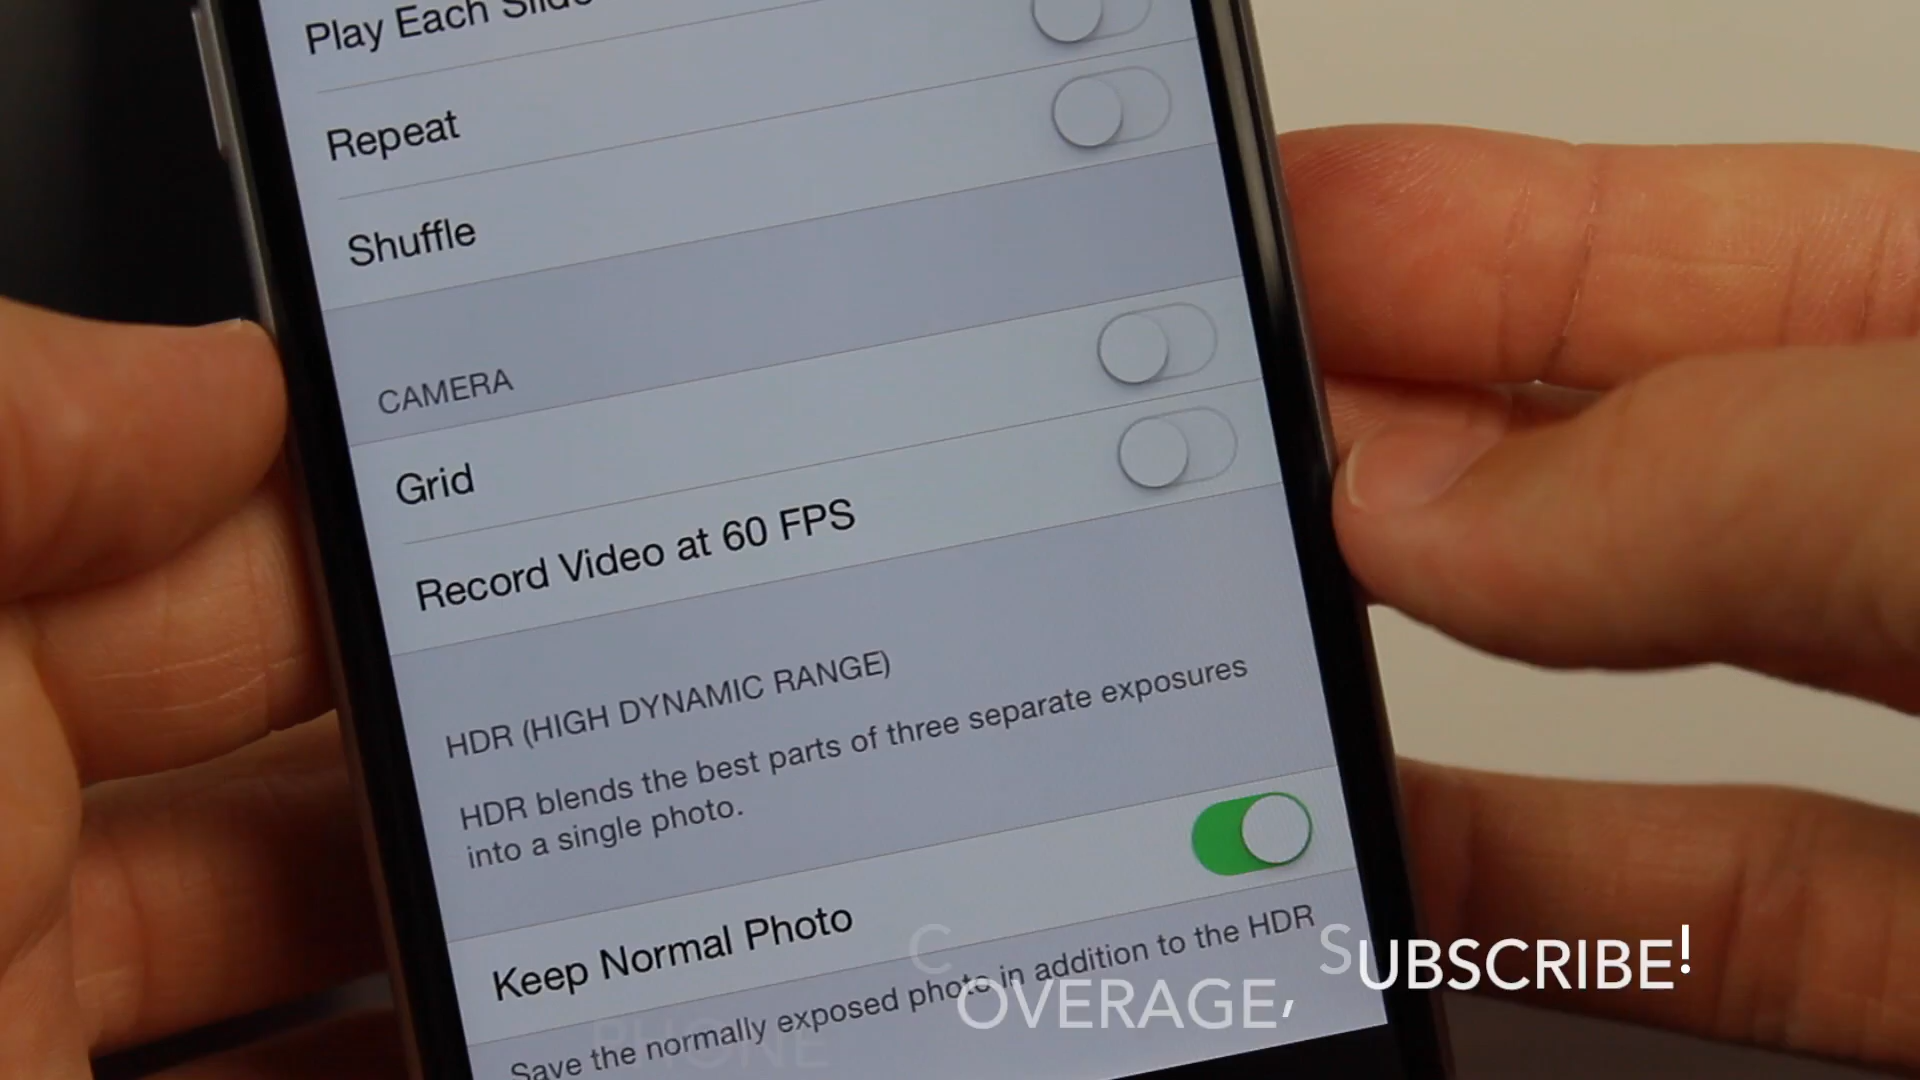 Play Each Slide
Repeat
Shuffle
CAMERA
Grid
Record Video at 60 FPS
HDR (HIGH DYNAMIC RANGE)
HDR blends the best parts of three separate exposures
into a single photo.
Keep Normal Photo
Save the normally exposed photo in addition to the HDR
PHONE
COVERAGE,
SUBSCRIBE!